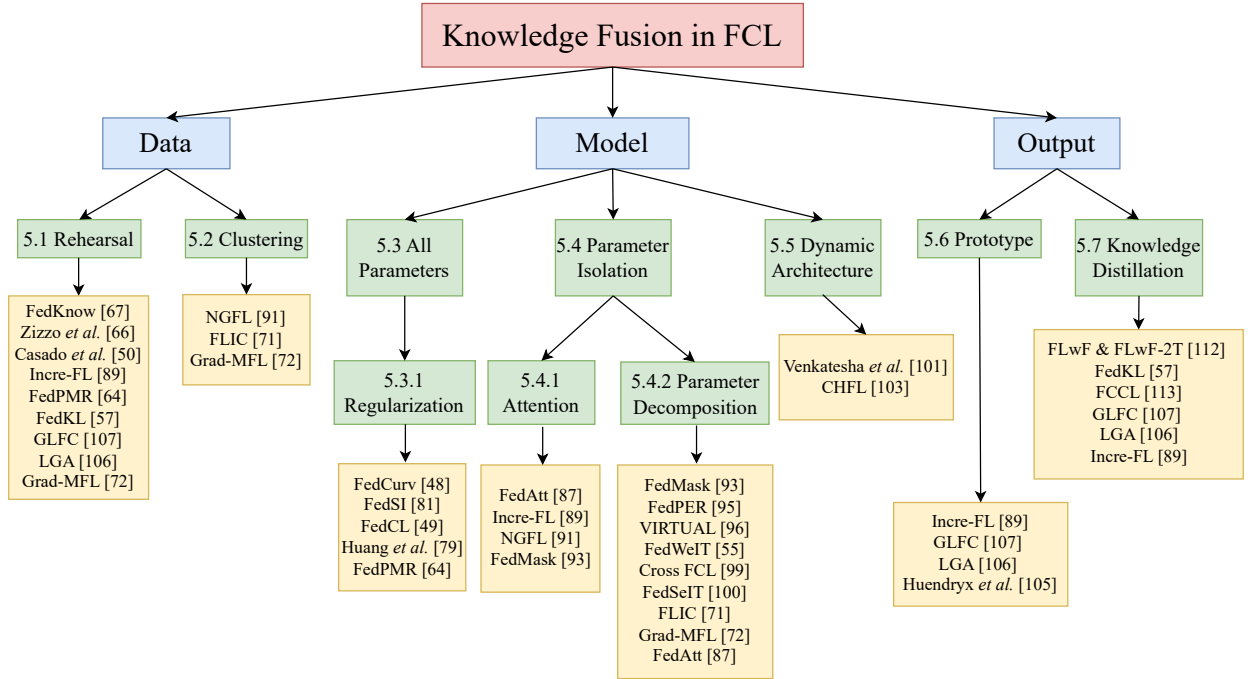 Knowledge Fusion in FCL
Data
Model
Output
5.1 Rehearsal
5.2 Clustering
5.3 All
Parameters
5.4 Parameter
Isolation
5.5 Dynamic
Architecture
5.6 Prototype
5.7 Knowledge
Distillation
FedKnow [67]
Zizzo et al. [66]
Casado et al. [50]
Incre-FL [89]
FedPMR [64]
FedKL [57]
GLFC [107]
LGA [106]
Grad-MFL [72]
NGFL [91]
FLIC [71]
Grad-MFL [72]
5.3.1
Regularization
5.4.1
Attention
5.4.2 Parameter
Decomposition
Venkatesha et al. [101]
CHFL [103]
FLwF & FLwF-2T [112]
FedKL [57]
FCCL [113]
GLFC [107]
LGA [106]
Incre-FL [89]
FedCurv [48]
FedSI [81]
FedCL [49]
Huang et al. [79]
FedPMR [64]
FedAtt [87]
Incre-FL [89]
NGFL [91]
FedMask [93]
FedMask [93]
FedPER [95]
VIRTUAL [96]
FedWeIT [55]
Cross FCL [99]
FedSeIT [100]
FLIC [71]
Grad-MFL [72]
FedAtt [87]
Incre-FL [89]
GLFC [107]
LGA [106]
Huendryx et al. [105]